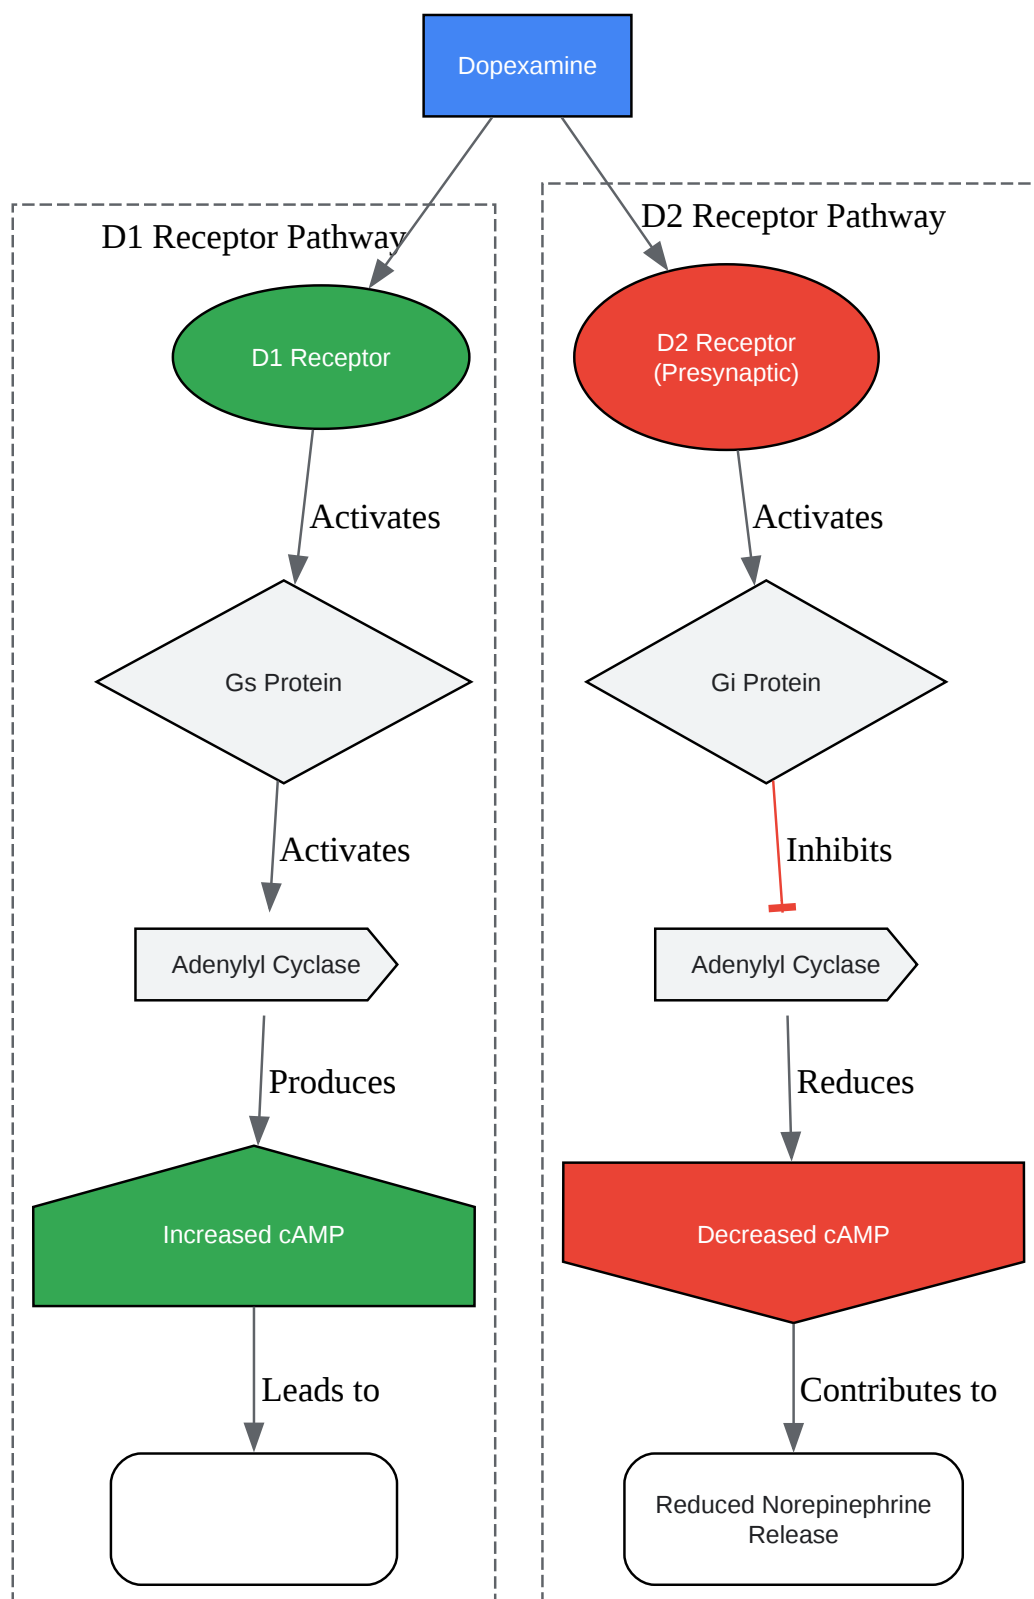 Dopexamine
D1 Receptor Pathway
D1 Receptor
Activates
Gs Protein
Activates
Adenylyl Cyclase
Produces
Increased cAMP
Leads to
D2 Receptor Pathway
D2 Receptor
(Presynaptic)
Activates
Gi Protein
Inhibits
Adenylyl Cyclase
Reduces
Decreased cAMP
Contributes to
Reduced Norepinephrine
Release